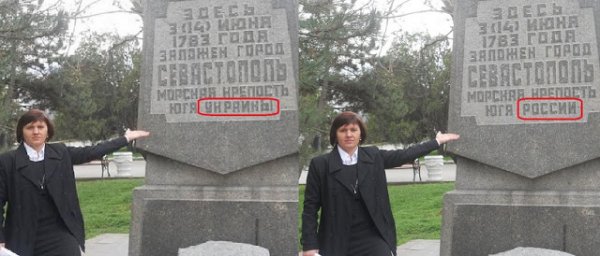 ЗДЕСЬ
3(14) ИЮНЯ
1783 ГОДА
ЗАЛОЖЕН ГОРОД
СЕВАСТОПОЛЬ
МОРСКАЯ КРЕПОСТЬ
ЮГА УКРАИНЫ
ЗДЕСЬ
3(14) ИЮНЯ
1783 ГОДА
ЗАЛОЖЕН ГОРОД
СЕВАСТОПОЛЬ
МОРСКАЯ КРЕПОСТЬ
ЮГА РОССИИ